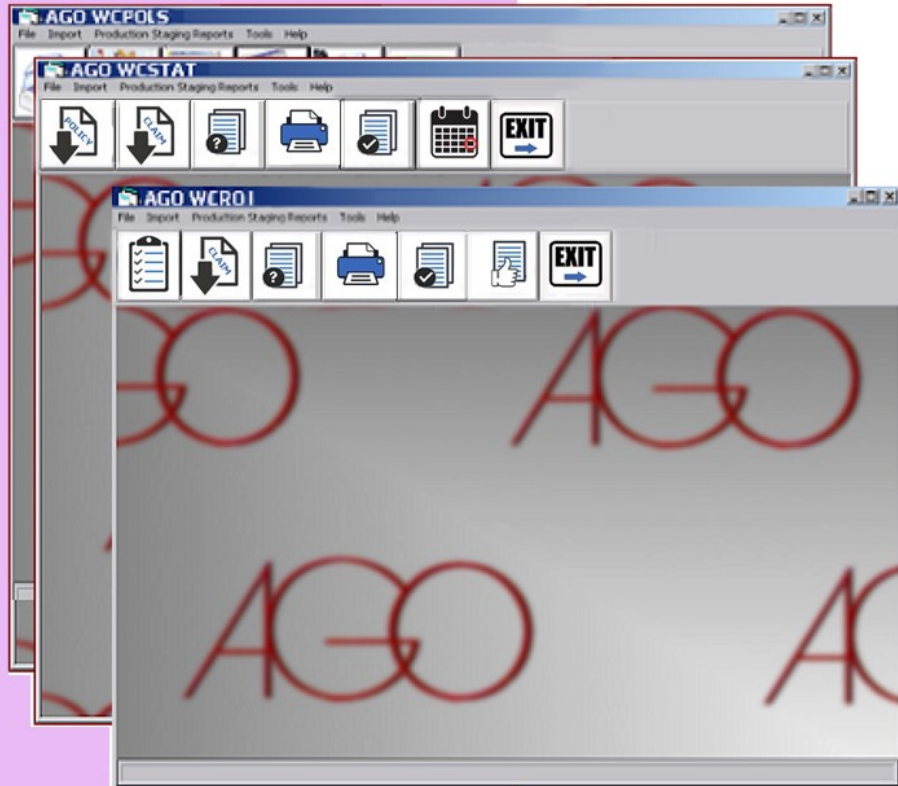 AGO WCPOLS
File Import Production Staging Reports Tools Help
AGO WCSTAT
File Import Production Staging Reports Tools Help
POLICY CLAIM ? EXIT
AGO WCRO1
File Import Production Staging Reports Tools Help
CLAIM ? EXIT
AGO
AGO
AGO
AGO